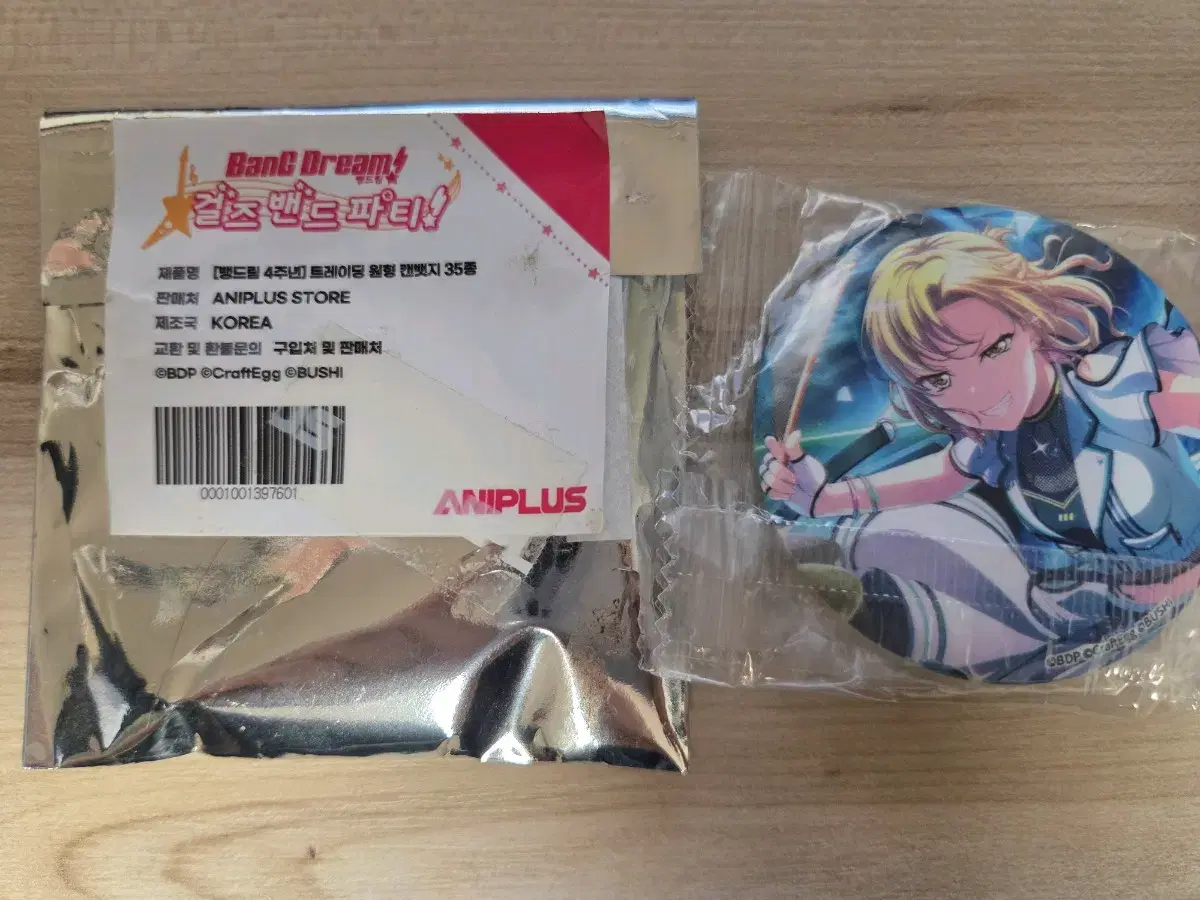 BanG Dream!
뱅드림
걸즈 밴드 파티!
제품명 [뱅드림 4주년] 트레이딩 원형 캔뱃지 35종
판매처 ANIPLUS STORE
제조국 KOREA
교환 및 환불문의 구입처 및 판매처
©BDP ©CraftEgg ©BUSHI
0001001397601
ANIPLUS
©BDP ©CraftEgg ©BUSHI